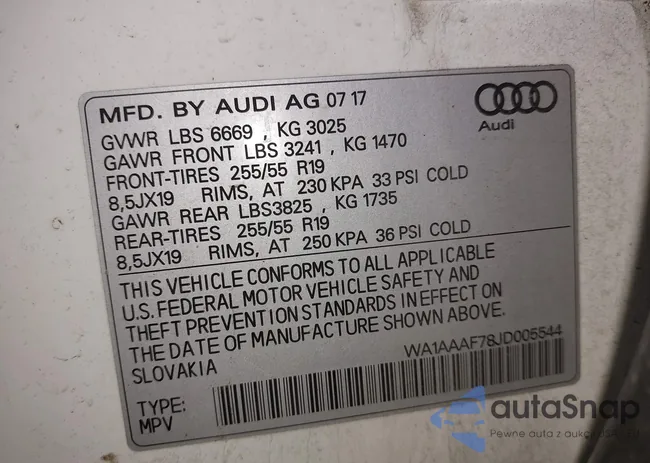 MFD. BY AUDI AG 07 17
Audi
GVWR LBS 6669 , KG 3025
GAWR FRONT LBS 3241 , KG 1470
FRONT-TIRES 255/55 R19
8,5JX19 RIMS, AT 230 KPA 33 PSI COLD
GAWR REAR LBS3825 , KG 1735
REAR-TIRES 255/55 R19
8,5JX19 RIMS, AT 250 KPA 36 PSI COLD
THIS VEHICLE CONFORMS TO ALL APPLICABLE
U.S. FEDERAL MOTOR VEHICLE SAFETY AND
THEFT PREVENTION STANDARDS IN EFFECT ON
THE DATE OF MANUFACTURE SHOWN ABOVE.
SLOVAKIA
WA1AAAF78JD005544
TYPE:
MPV
autaSnap
Pewne auta z aukcji